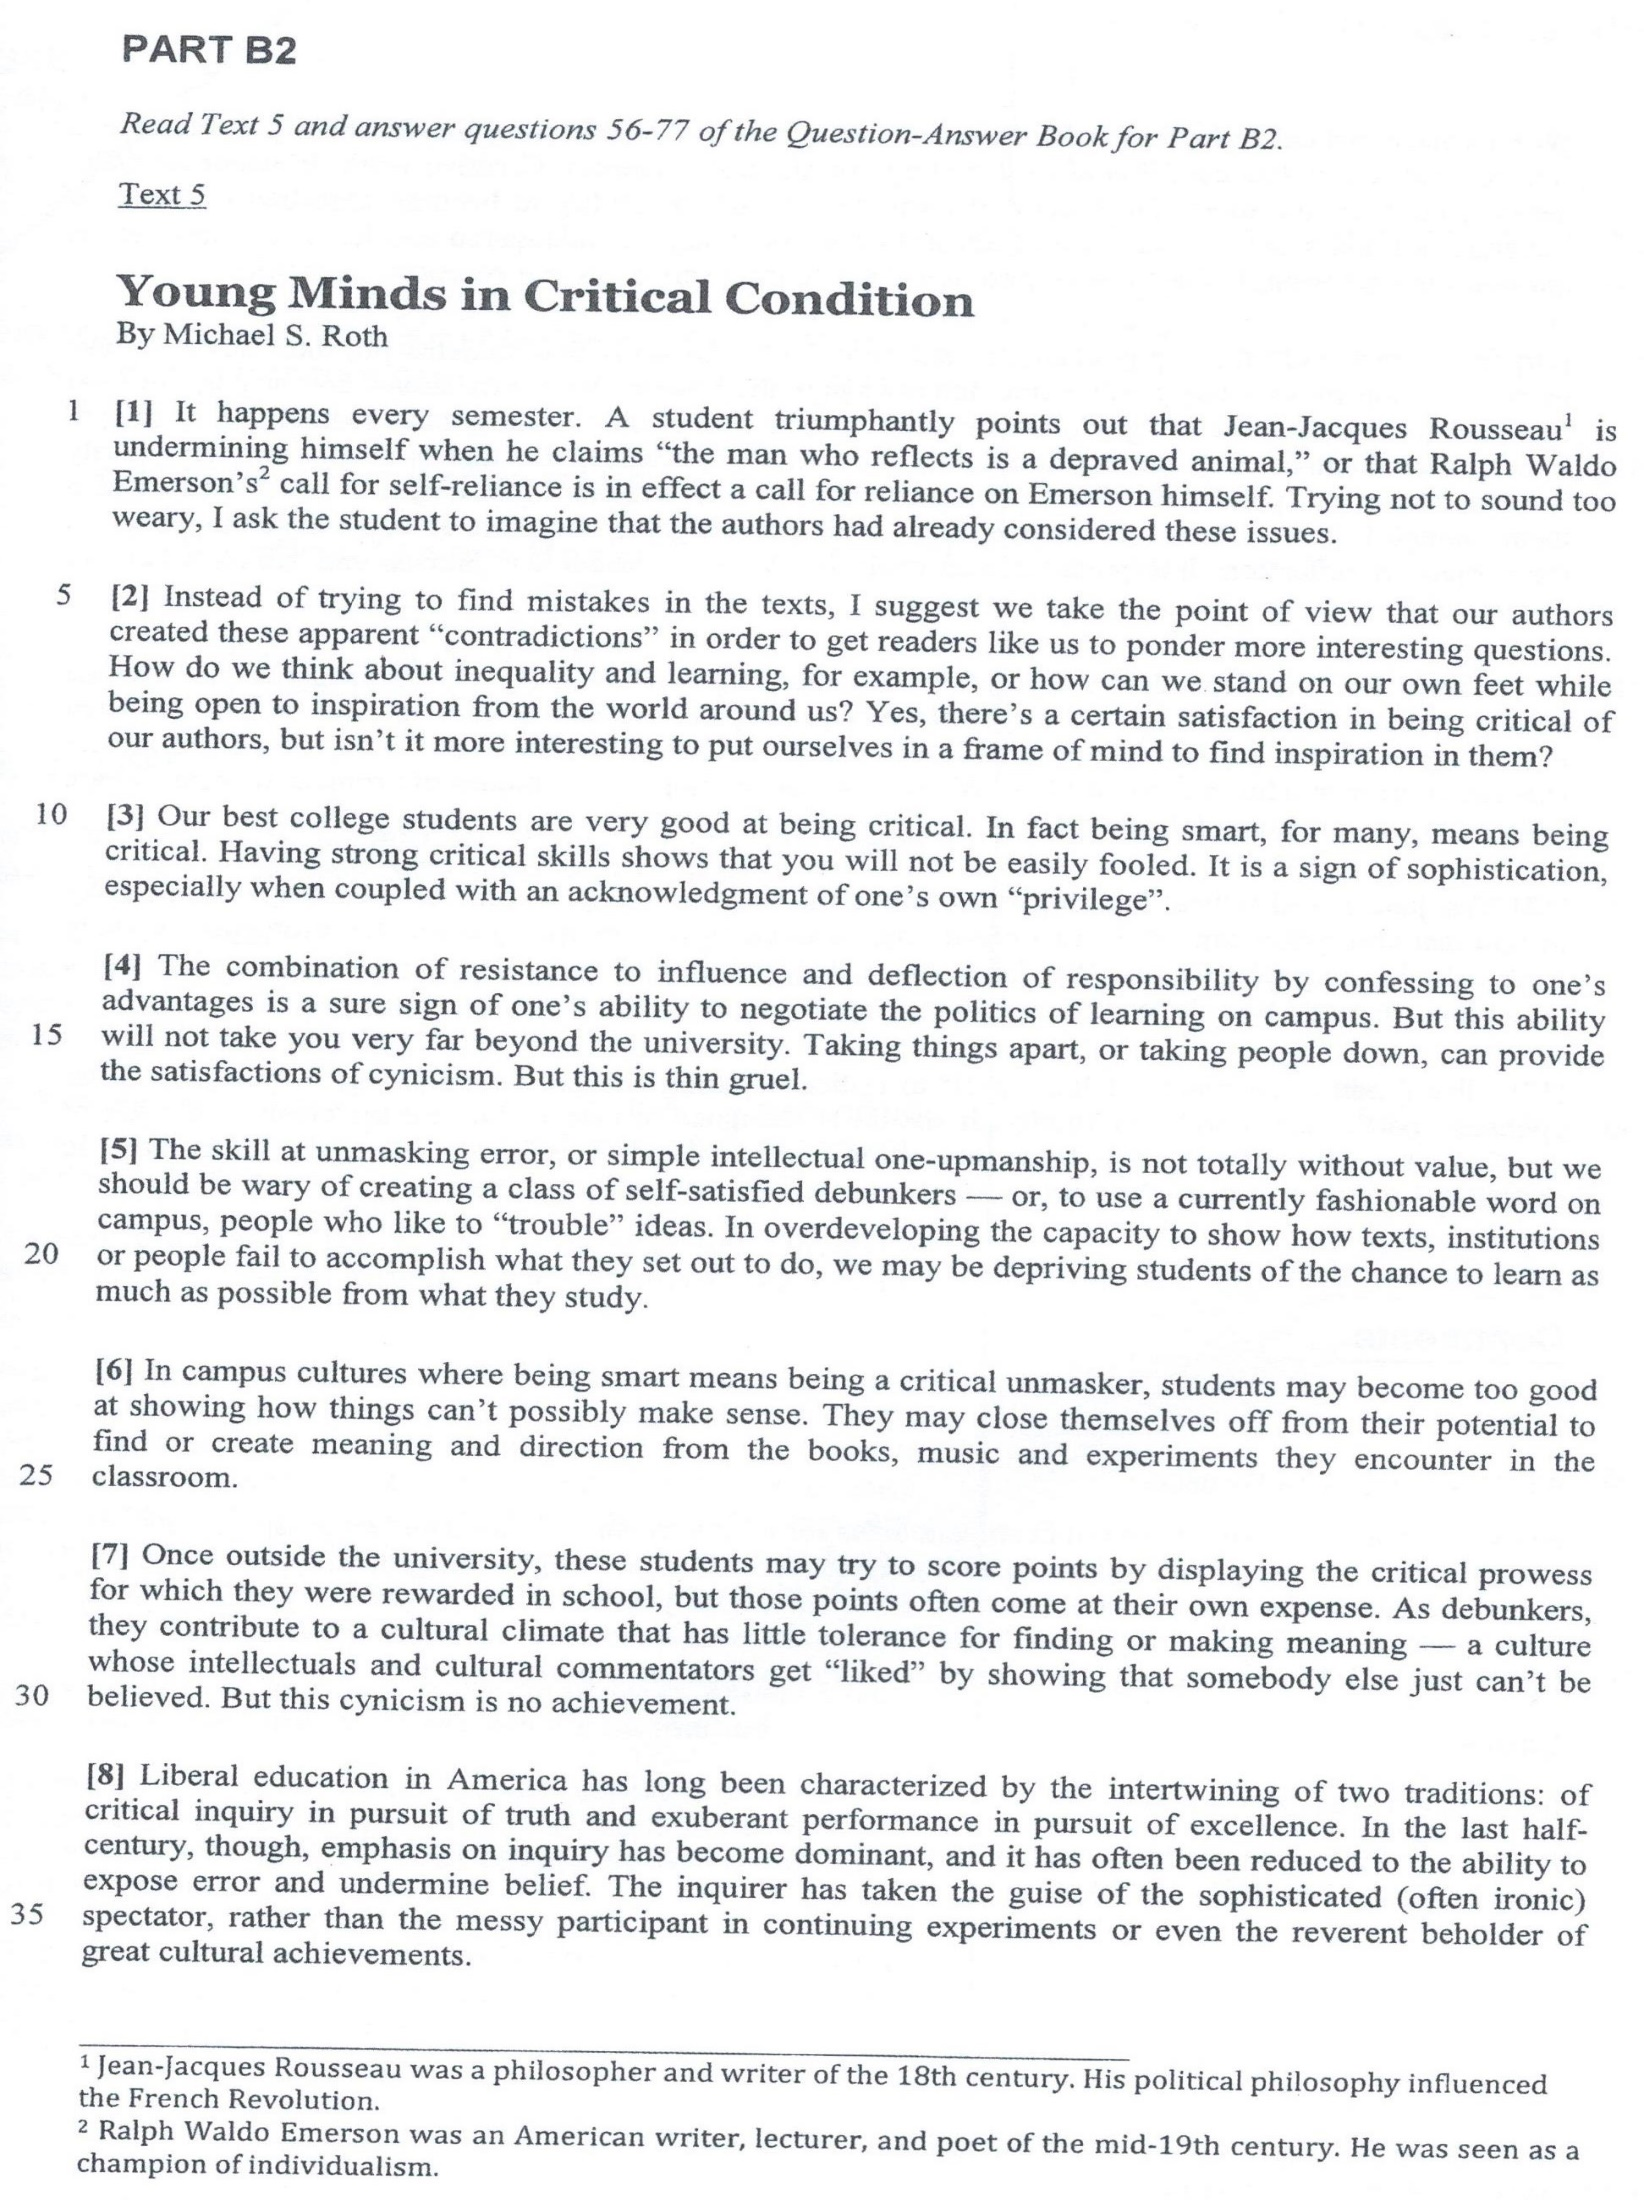 PART B2
Read Text 5 and answer questions 56-77 of the Question-Answer Book for Part B2.
Text 5
Young Minds in Critical Condition
By Michael S. Roth
1 [1] It happens every semester. A student triumphantly points out that Jean-Jacques Rousseau¹ is
undermining himself when he claims “the man who reflects is a depraved animal,” or that Ralph Waldo
Emerson’s² call for self-reliance is in effect a call for reliance on Emerson himself. Trying not to sound too
weary, I ask the student to imagine that the authors had already considered these issues.
5 [2] Instead of trying to find mistakes in the texts, I suggest we take the point of view that our authors
created these apparent “contradictions” in order to get readers like us to ponder more interesting questions.
How do we think about inequality and learning, for example, or how can we stand on our own feet while
being open to inspiration from the world around us? Yes, there’s a certain satisfaction in being critical of
our authors, but isn’t it more interesting to put ourselves in a frame of mind to find inspiration in them?
10 [3] Our best college students are very good at being critical. In fact being smart, for many, means being
critical. Having strong critical skills shows that you will not be easily fooled. It is a sign of sophistication,
especially when coupled with an acknowledgment of one’s own “privilege”.
[4] The combination of resistance to influence and deflection of responsibility by confessing to one’s
advantages is a sure sign of one’s ability to negotiate the politics of learning on campus. But this ability
15 will not take you very far beyond the university. Taking things apart, or taking people down, can provide
the satisfactions of cynicism. But this is thin gruel.
[5] The skill at unmasking error, or simple intellectual one-upmanship, is not totally without value, but we
should be wary of creating a class of self-satisfied debunkers — or, to use a currently fashionable word on
campus, people who like to “trouble” ideas. In overdeveloping the capacity to show how texts, institutions
20 or people fail to accomplish what they set out to do, we may be depriving students of the chance to learn as
much as possible from what they study.
[6] In campus cultures where being smart means being a critical unmasker, students may become too good
at showing how things can’t possibly make sense. They may close themselves off from their potential to
find or create meaning and direction from the books, music and experiments they encounter in the
25 classroom.
[7] Once outside the university, these students may try to score points by displaying the critical prowess
for which they were rewarded in school, but those points often come at their own expense. As debunkers,
they contribute to a cultural climate that has little tolerance for finding or making meaning — a culture
whose intellectuals and cultural commentators get “liked” by showing that somebody else just can’t be
30 believed. But this cynicism is no achievement.
[8] Liberal education in America has long been characterized by the intertwining of two traditions: of
critical inquiry in pursuit of truth and exuberant performance in pursuit of excellence. In the last half-
century, though, emphasis on inquiry has become dominant, and it has often been reduced to the ability to
expose error and undermine belief. The inquirer has taken the guise of the sophisticated (often ironic)
35 spectator, rather than the messy participant in continuing experiments or even the reverent beholder of
great cultural achievements.
¹ Jean-Jacques Rousseau was a philosopher and writer of the 18th century. His political philosophy influenced
the French Revolution.
² Ralph Waldo Emerson was an American writer, lecturer, and poet of the mid-19th century. He was seen as a
champion of individualism.